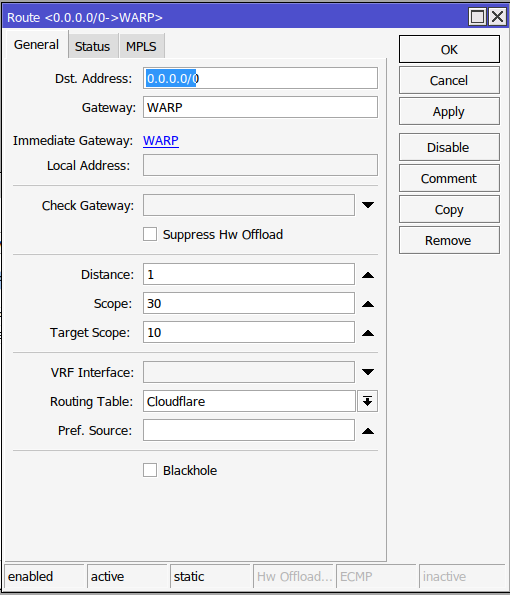 Route <0.0.0.0/0->WARP>
General Status MPLS
Dst. Address: 0.0.0.0/0
Gateway: WARP
Immediate Gateway: WARP
Local Address:
Check Gateway:
Suppress Hw Offload
Distance: 1
Scope: 30
Target Scope: 10
VRF Interface:
Routing Table: Cloudflare
Pref. Source:
Blackhole
OK
Cancel
Apply
Disable
Comment
Copy
Remove
enabled active static Hw Offload... ECMP inactive